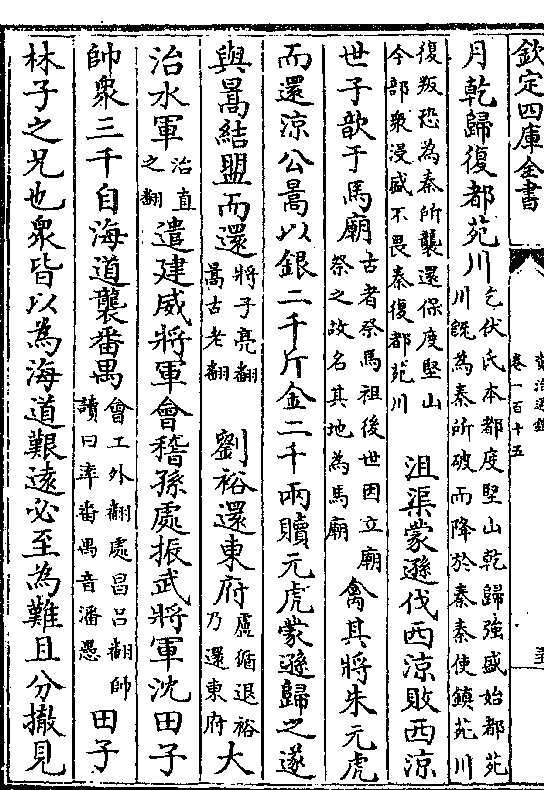 欽定四庫全書
資治通鑑
卷一百十五
月乾歸復都苑川乞伏氏本都度堅山乾歸強盛始都苑川既為秦所破而降於秦秦使鎮苑川
復叛恐為秦所襲還保度堅山今部衆浸盛不畏秦復都苑川沮渠蒙遜伐西涼敗西涼
世子歆于馬廟古者祭馬祖後世因立廟祭之故名其地為馬廟禽其將朱元虎
而還涼公暠以銀二千斤金二千兩贖元虎蒙遜歸之遂
與暠結盟而還將子亮翻暠古老翻劉裕還東府盧循退裕乃還東府大
治水軍治直之翻遣建威將軍會稽孫處振武將軍沈田子
帥衆三千自海道襲番禺會工外翻處昌呂翻帥讀曰率番禺音潘愚田子
林子之兄也衆皆以為海道艱遠必至為難且分撤見